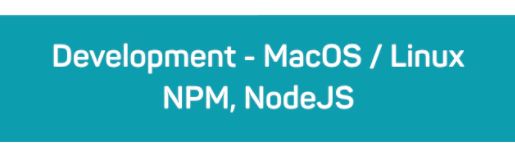 Development - MacOS / Linux
NPM, NodeJS